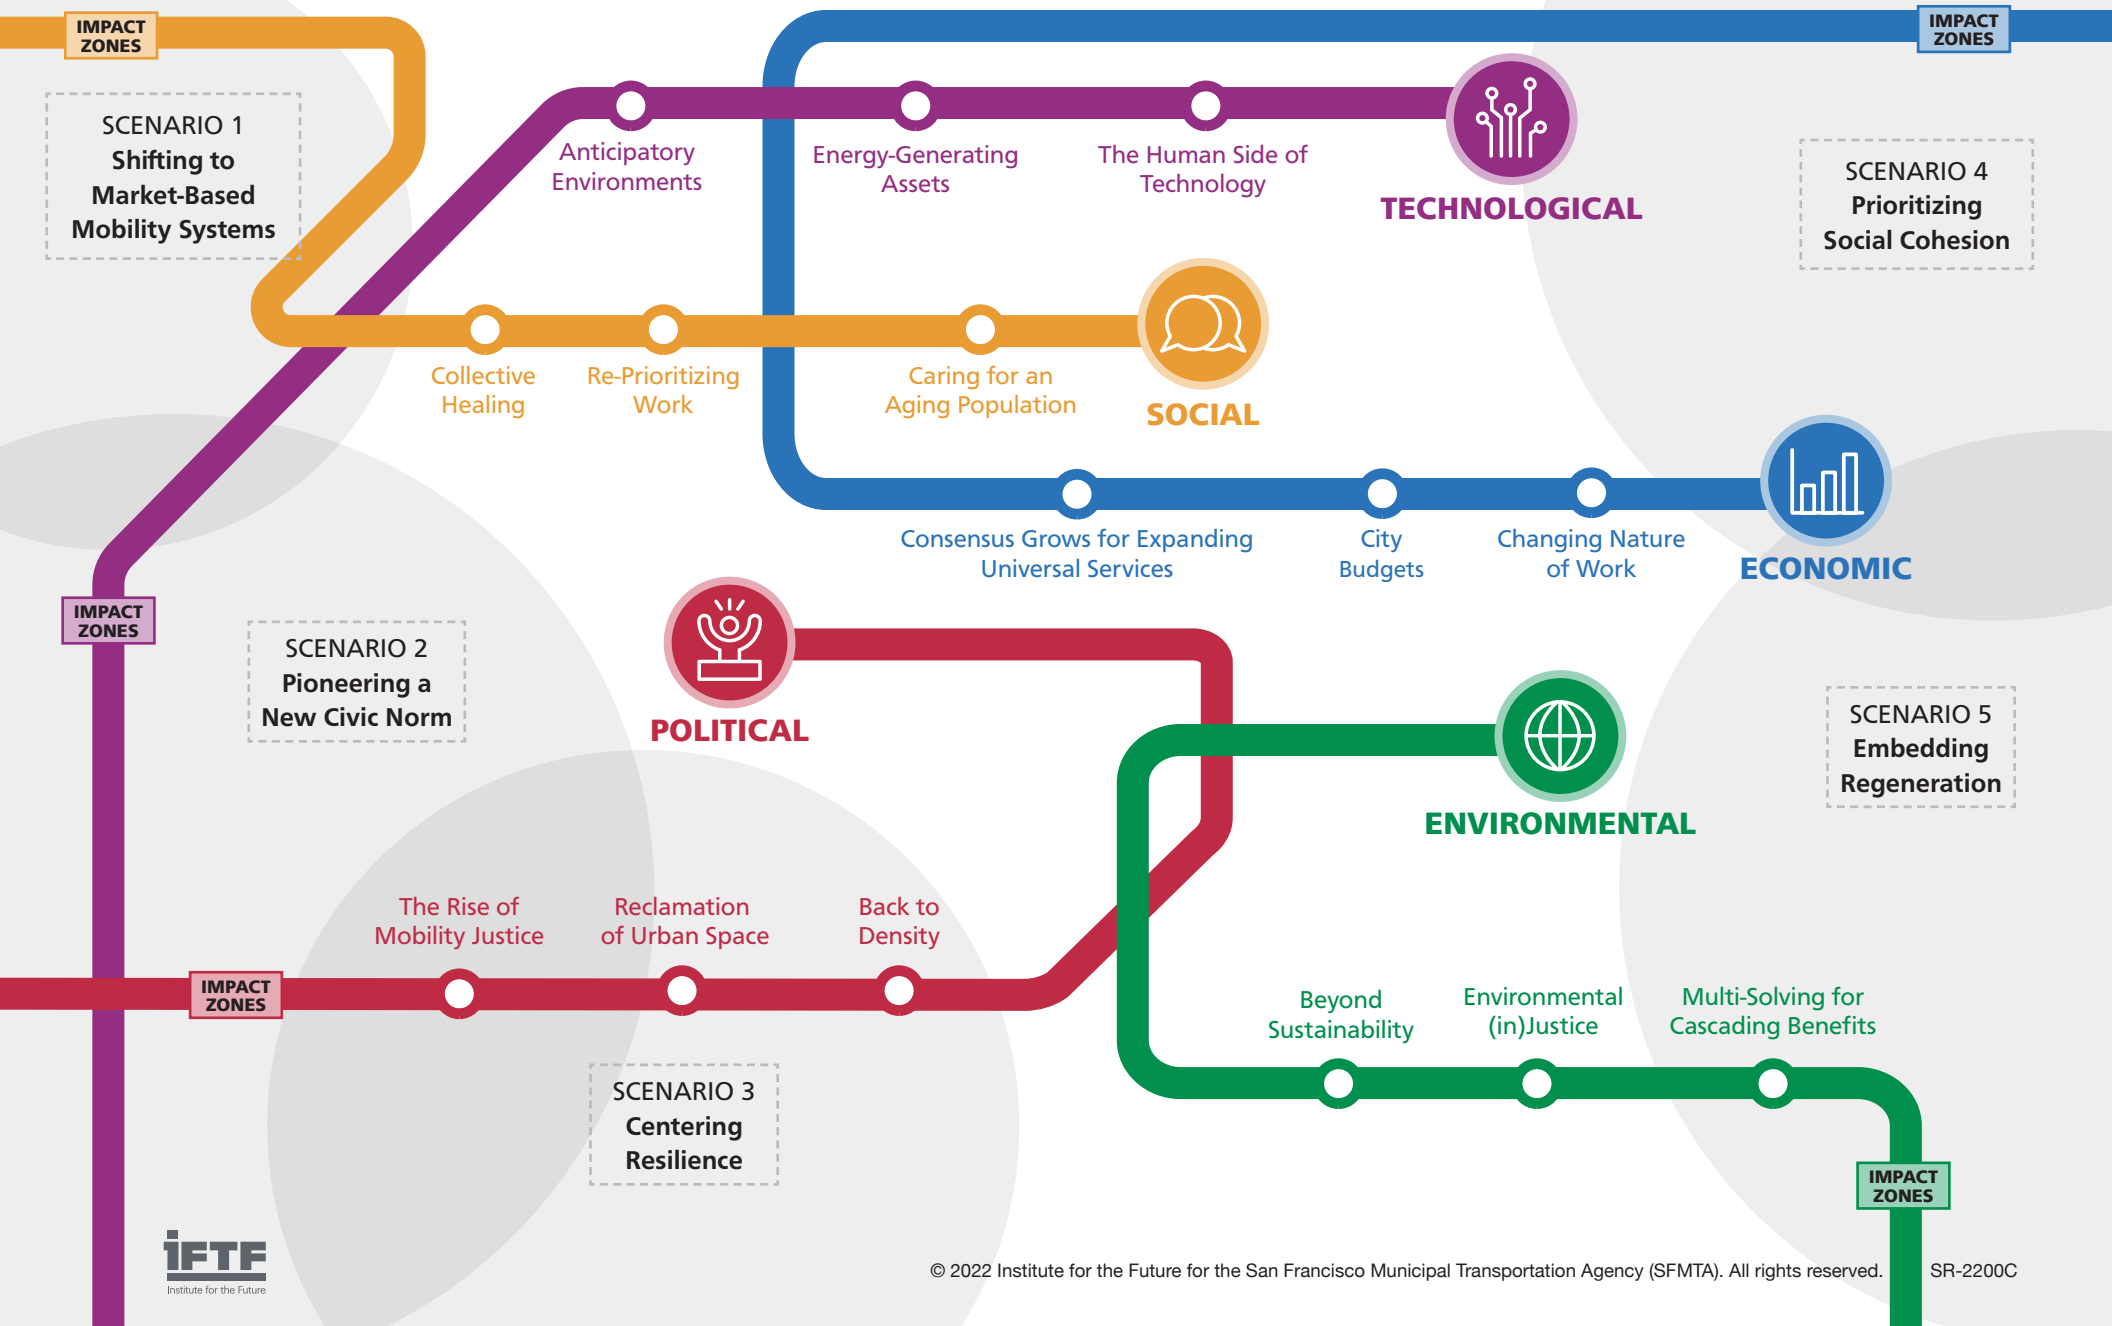 IMPACT
ZONES
IMPACT
ZONES
SCENARIO 1
Shifting to
Market-Based
Mobility Systems
Anticipatory
Environments
Energy-Generating
Assets
The Human Side of
Technology
TECHNOLOGICAL
SCENARIO 4
Prioritizing
Social Cohesion
Collective
Healing
Re-Prioritizing
Work
Caring for an
Aging Population
SOCIAL
Consensus Grows for Expanding
Universal Services
City
Budgets
Changing Nature
of Work
ECONOMIC
IMPACT
ZONES
SCENARIO 2
Pioneering a
New Civic Norm
POLITICAL
ENVIRONMENTAL
SCENARIO 5
Embedding
Regeneration
The Rise of
Mobility Justice
Reclamation
of Urban Space
Back to
Density
IMPACT
ZONES
Beyond
Sustainability
Environmental
(in)Justice
Multi-Solving for
Cascading Benefits
SCENARIO 3
Centering
Resilience
IMPACT
ZONES
IFTF
Institute for the Future
© 2022 Institute for the Future for the San Francisco Municipal Transportation Agency (SFMTA). All rights reserved. SR-2200C